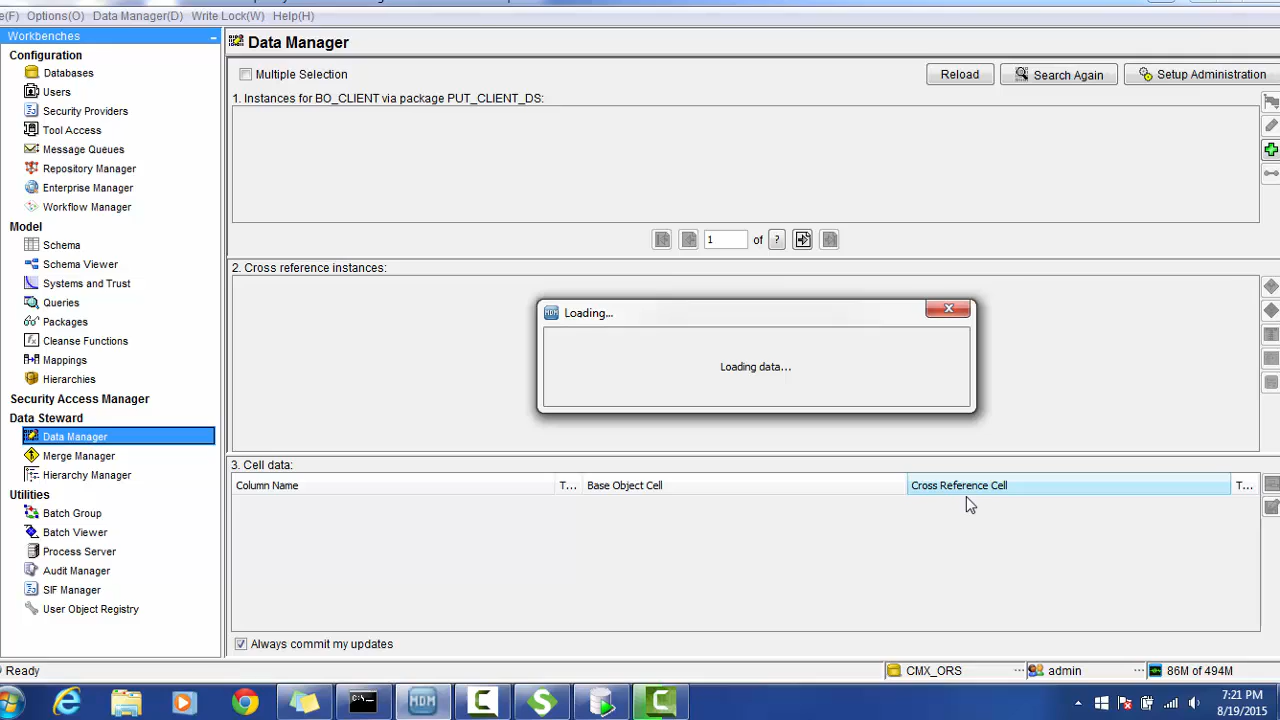 e(F) Options(O) Data Manager(D) Write Lock(W) Help(H)
Workbenches
Configuration
Databases
Users
Security Providers
Tool Access
Message Queues
Repository Manager
Enterprise Manager
Workflow Manager
Model
Schema
Schema Viewer
Systems and Trust
Queries
Packages
Cleanse Functions
Mappings
Hierarchies
Security Access Manager
Data Steward
Data Manager
Merge Manager
Hierarchy Manager
Utilities
Batch Group
Batch Viewer
Process Server
Audit Manager
SIF Manager
User Object Registry
Data Manager
Multiple Selection
Reload
Search Again
Setup Administration
1. Instances for BO_CLIENT via package PUT_CLIENT_DS:
1 of ?
2. Cross reference instances:
MDM Loading...
Loading data...
3. Cell data:
Column Name T... Base Object Cell Cross Reference Cell T...
Always commit my updates
Ready
CMX_ORS ... admin ... 86M of 494M
C:\_
MDM
7:21 PM
8/19/2015